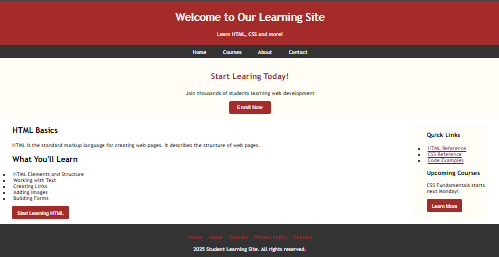 Welcome to Our Learning Site
Learn HTML, CSS and more!
Home Courses About Contact
Start Learing Today!
Join thousands of students learning web development
Enroll Now
HTML Basics
HTML is the standard markup language for creating web pages. It describes the structure of web pages.
What You'll Learn
HTML Elements and Structure
Working with Text
Creating Links
Adding Images
Building Forms
Start Learning HTML
Quick Links
HTML Reference
CSS Reference
Code Examples
Upcoming Courses
CSS Fundamentals starts
next Monday!
Learn More
Home About Courses Privacy Policy Contact
2025 Student Learning Site. All rights reserved.